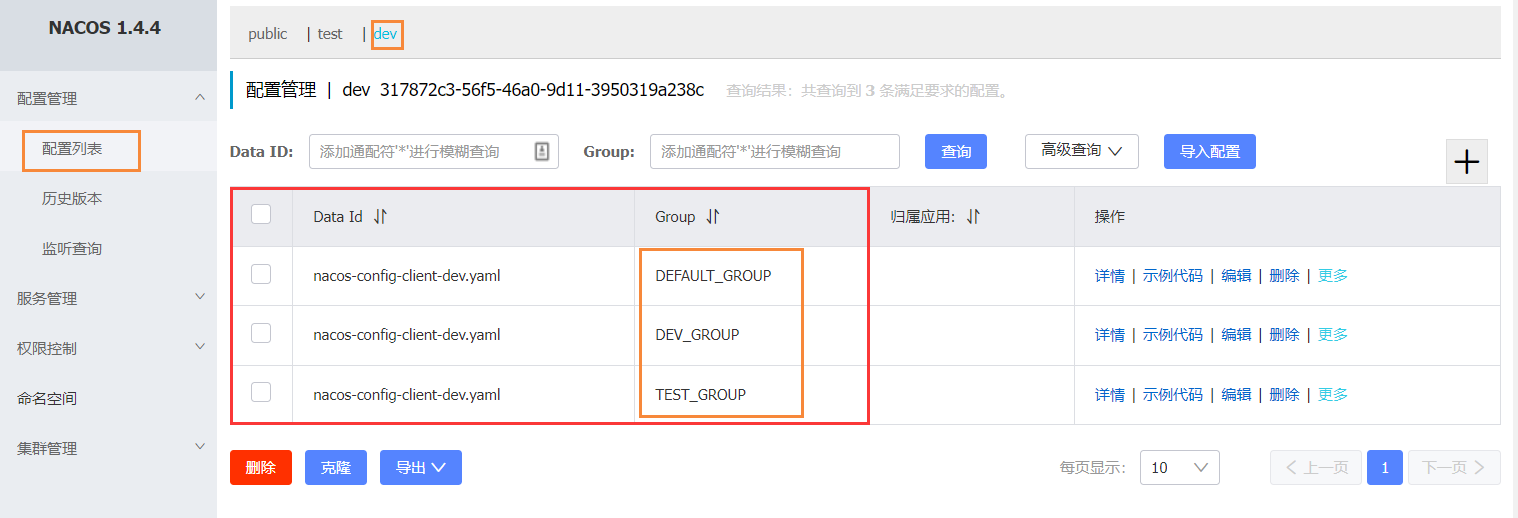 NACOS 1.4.4
配置管理
配置列表
历史版本
监听查询
服务管理
权限控制
命名空间
集群管理
public | test | dev
配置管理 | dev 317872c3-56f5-46a0-9d11-3950319a238c 查询结果：共查询到 3 条满足要求的配置。
Data ID: 添加通配符'*'进行模糊查询 Group: 添加通配符'*'进行模糊查询 查询 高级查询 导入配置
Data Id Group 归属应用: 操作
nacos-config-client-dev.yaml DEFAULT_GROUP 详情 | 示例代码 | 编辑 | 删除 | 更多
nacos-config-client-dev.yaml DEV_GROUP 详情 | 示例代码 | 编辑 | 删除 | 更多
nacos-config-client-dev.yaml TEST_GROUP 详情 | 示例代码 | 编辑 | 删除 | 更多
删除 克隆 导出 每页显示: 10 上一页 1 下一页